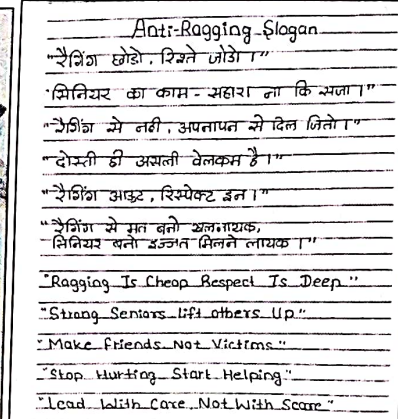 Anti-Ragging Slogan
"रैगिंग छोडो, रिश्ते जोडो।"
"सिनियर का काम - सहारा ना कि सजा।"
"रैगिंग से नही, अपनापन से दिल जितो।"
"दोस्ती ही असली वेलकम है।"
"रैगिंग आऊट, रिस्पेक्ट इन।"
"रैगिंग से मत बनो खलनायक,
सिनियर बनो इज्जत मिलने लायक।"
"Ragging Is Cheap Respect Is Deep"
"Strong Seniors lift others Up"
"Make friends Not Victims"
"Stop Hurting Start Helping"
"Lead With Care Not With Scare"